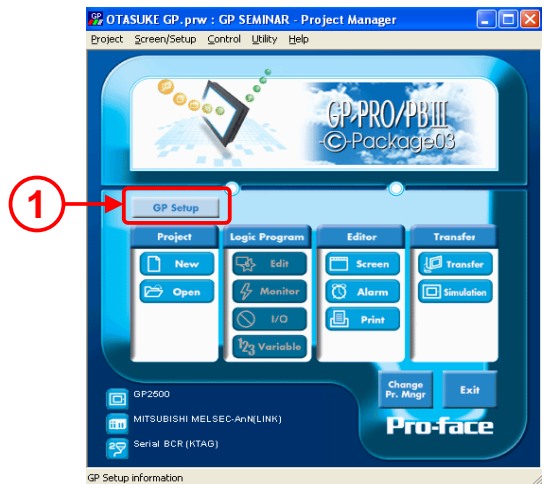 OTASUKE GP.prw : GP SEMINAR - Project Manager
Project Screen/Setup Control Utility Help
GP-PRO/PBIII
-C-Package03
1
GP Setup
Project Logic Program Editor Transfer
New Edit Screen Transfer
Open Monitor Alarm Simulation
I/O Print
Variable
Change Pr. Mngr Exit
GP2500
MITSUBISHI MELSEC-AnN(LINK)
Serial BCR (KTAG)
Pro-face
GP Setup information